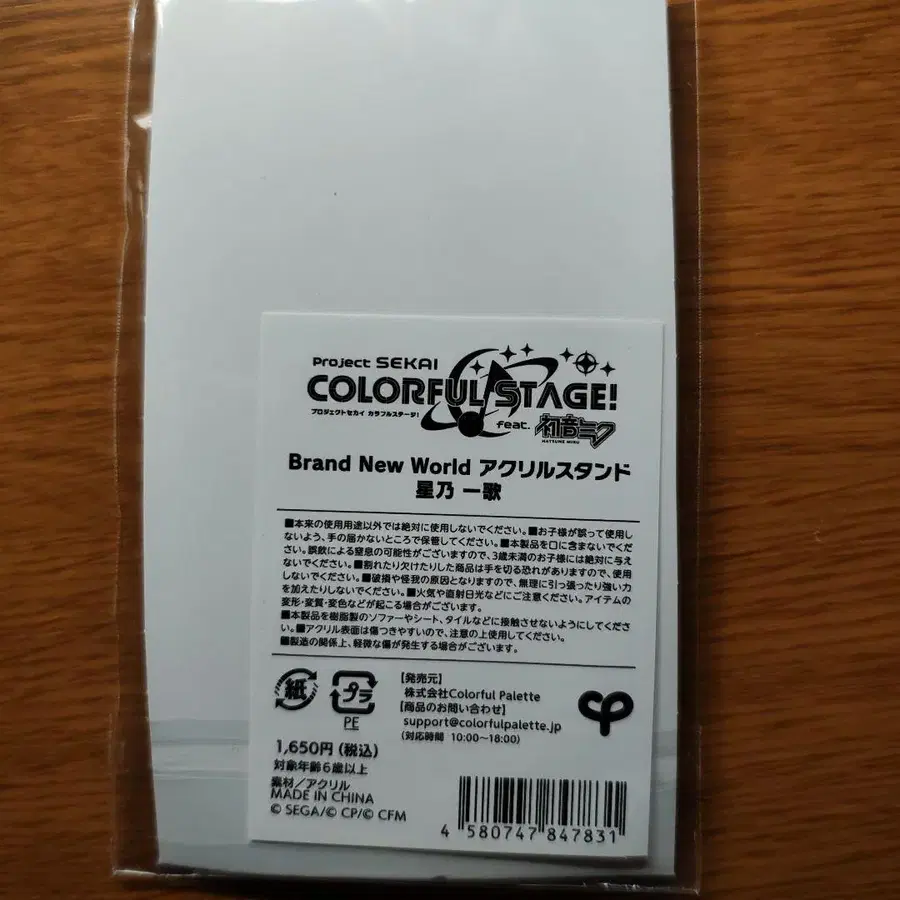 Project SEKAI
COLORFUL STAGE!
プロジェクトセカイ カラフルステージ!
feat. 初音ミク
HATSUNE MIKU
Brand New World アクリルスタンド
星乃 一歌
■本来の使用用途以外では絶対に使用しないでください。■お子様が誤って使用し
ないよう、手の届かないところで保管してください。■本製品を口に含まないでくだ
さい。誤飲による窒息の可能性がございますので、3歳未満のお子様には絶対に与え
ないでください。■割れたり欠けたりした商品は手を切る恐れがありますので、使用
しないでください。■破損や怪我の原因となりますので、無理に引っ張ったり強い力
を加えたりしないでください。■火気や直射日光などにご注意ください。アイテムの
変形・変質・変色などが起こる場合がございます。
■本製品を樹脂製のソファーやシート、タイルなどに接触させないようにしてくださ
い。■アクリル表面は傷つきやすいので、注意の上使用してください。
■製造の関係上、軽微な傷が発生する場合がございます。
紙
プラ
PE
【発売元】
株式会社Colorful Palette
【商品のお問い合わせ】
support@colorfulpalette.jp
(対応時間 10:00〜18:00)
1,650円(税込)
対象年齢6歳以上
素材/アクリル
MADE IN CHINA
© SEGA/© CP/© CFM
4 580747 847831